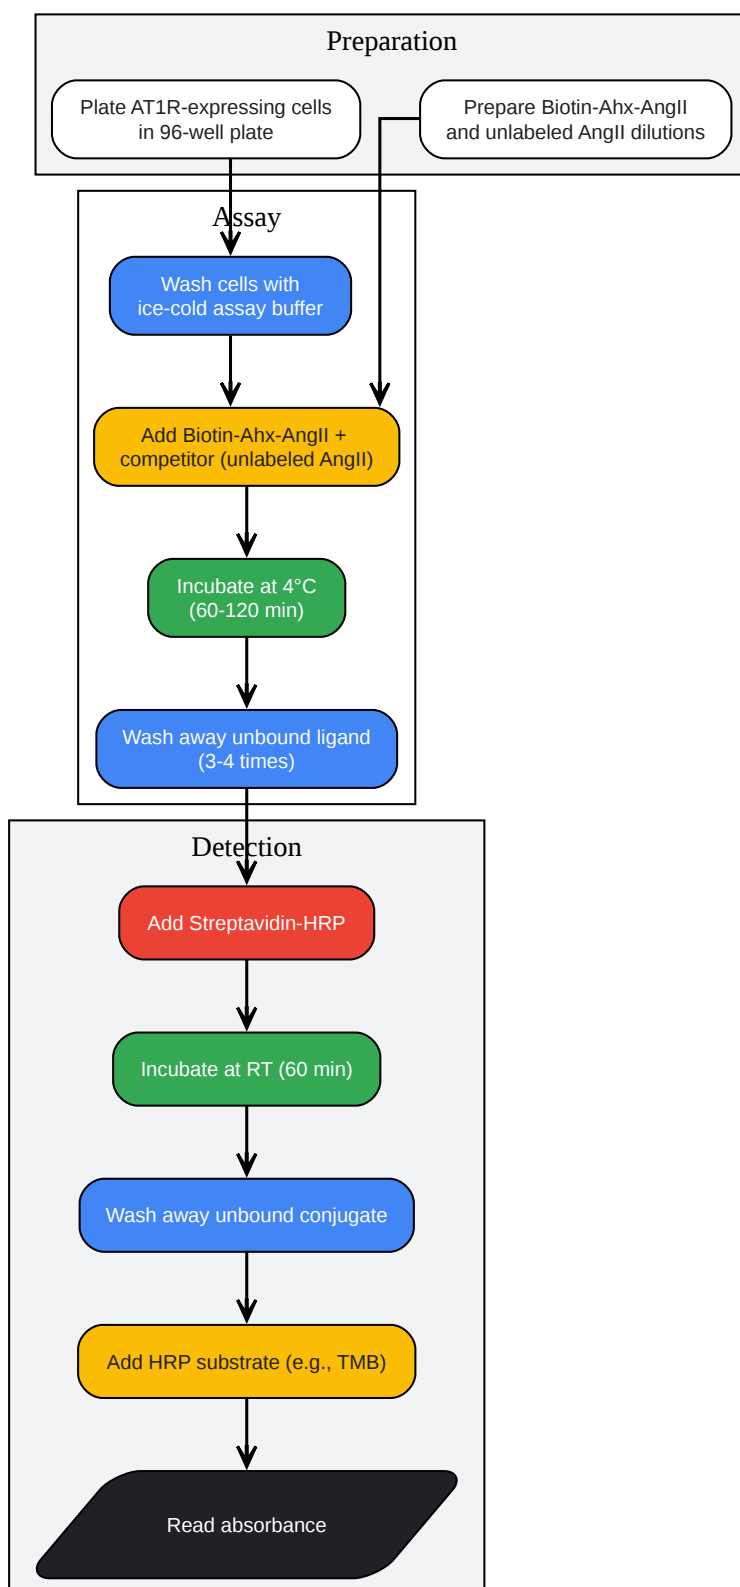 Preparation
Plate AT1R-expressing cells
in 96-well plate
Prepare Biotin-Ahx-AngII
and unlabeled AngII dilutions
Assay
Wash cells with
ice-cold assay buffer
Add Biotin-Ahx-AngII +
competitor (unlabeled AngII)
Incubate at 4°C
(60-120 min)
Wash away unbound ligand
(3-4 times)
Detection
Add Streptavidin-HRP
Incubate at RT (60 min)
Wash away unbound conjugate
Add HRP substrate (e.g., TMB)
Read absorbance